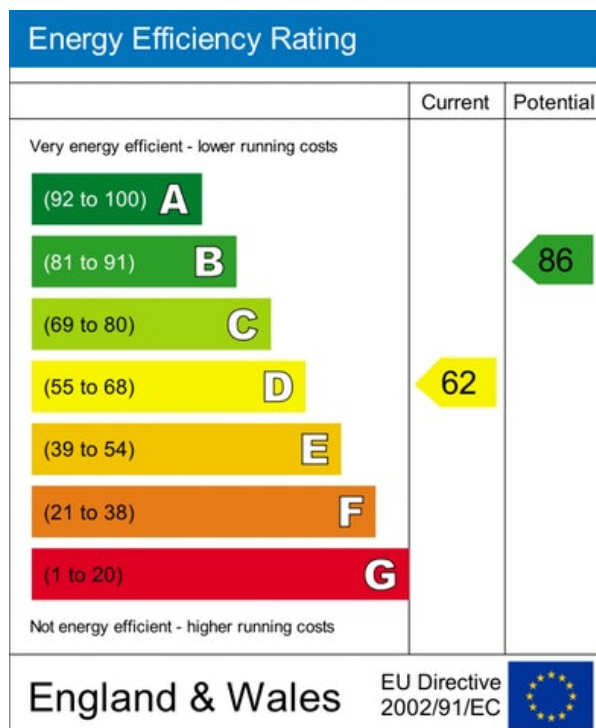 Energy Efficiency Rating
Current Potential
Very energy efficient - lower running costs
(92 to 100) A
(81 to 91) B
86
(69 to 80) C
(55 to 68) D
62
(39 to 54) E
(21 to 38) F
(1 to 20) G
Not energy efficient - higher running costs
England & Wales
EU Directive
2002/91/EC